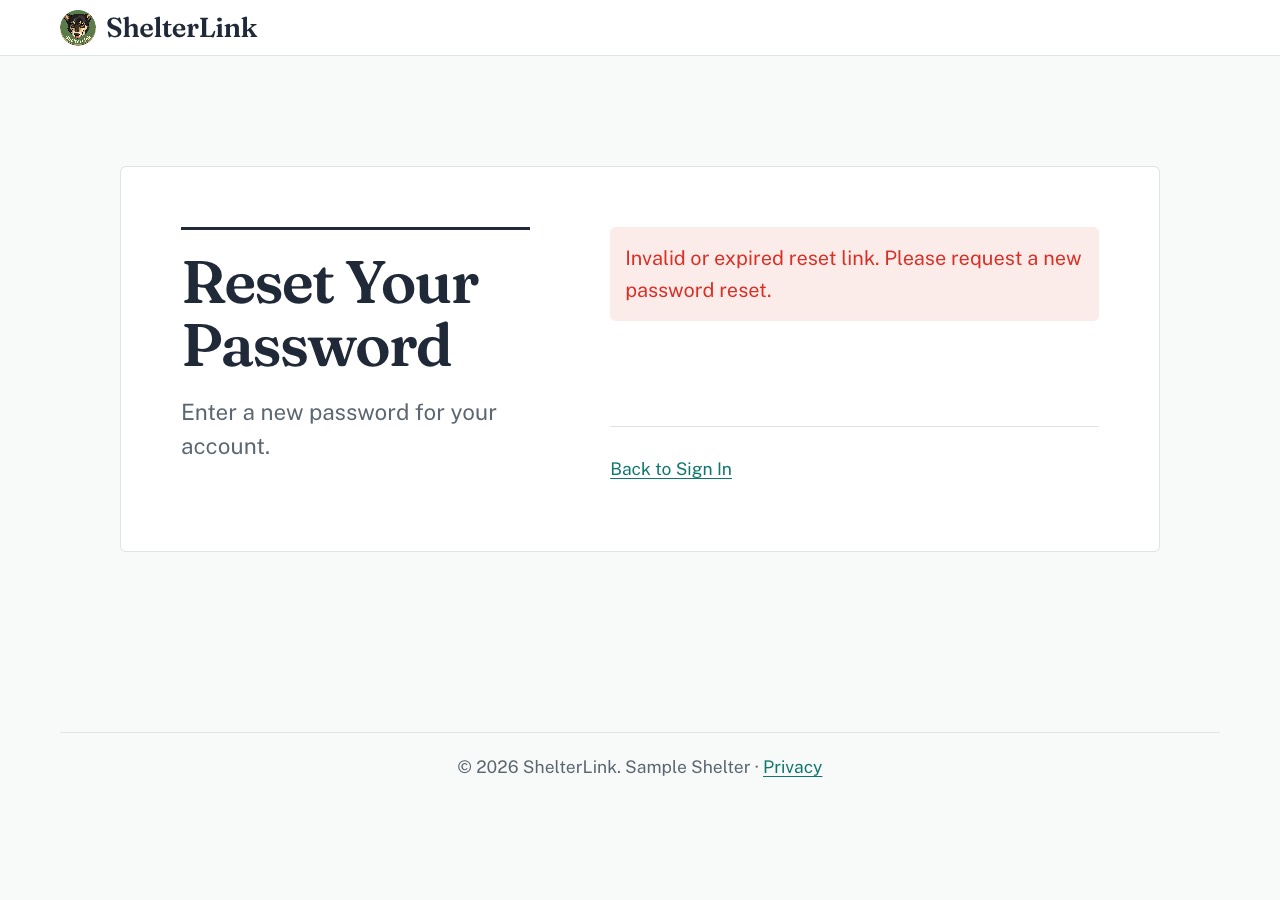 ShelterLink
Reset Your
Password
Enter a new password for your
account.
Invalid or expired reset link. Please request a new
password reset.
Back to Sign In
© 2026 ShelterLink. Sample Shelter · Privacy